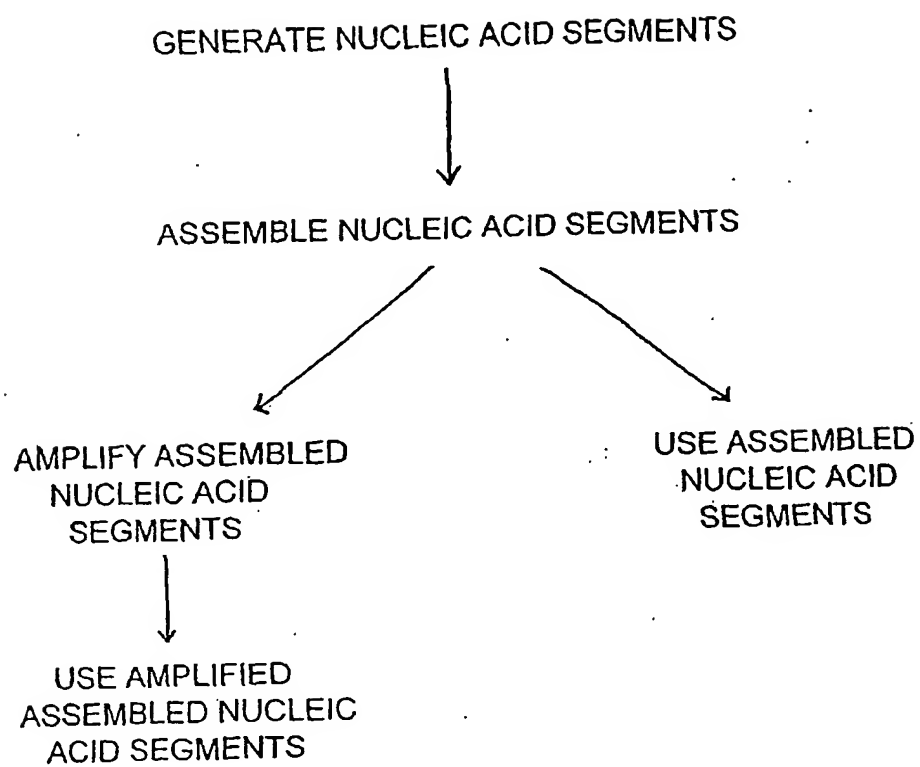 GENERATE NUCLEIC ACID SEGMENTS
ASSEMBLE NUCLEIC ACID SEGMENTS
AMPLIFY ASSEMBLED
NUCLEIC ACID
SEGMENTS
USE ASSEMBLED
NUCLEIC ACID
SEGMENTS
USE AMPLIFIED
ASSEMBLED NUCLEIC
ACID SEGMENTS